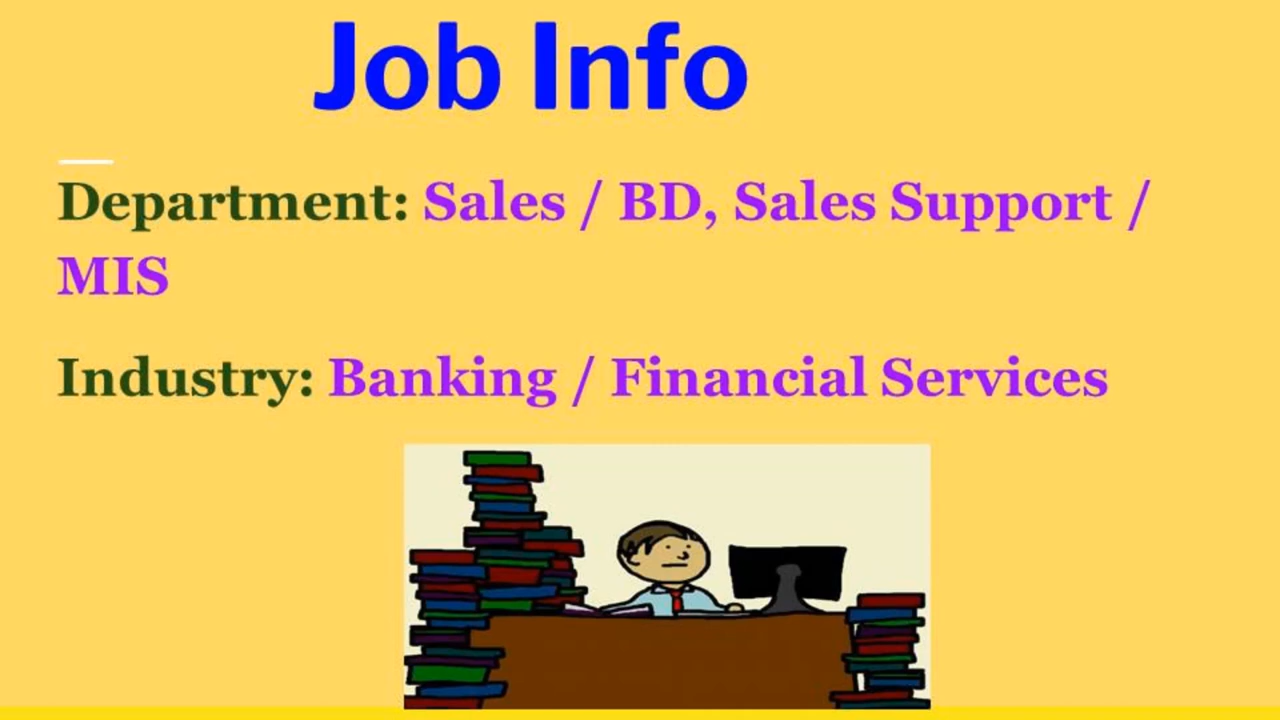 Job Info
Department: Sales / BD, Sales Support /
MIS
Industry: Banking / Financial Services